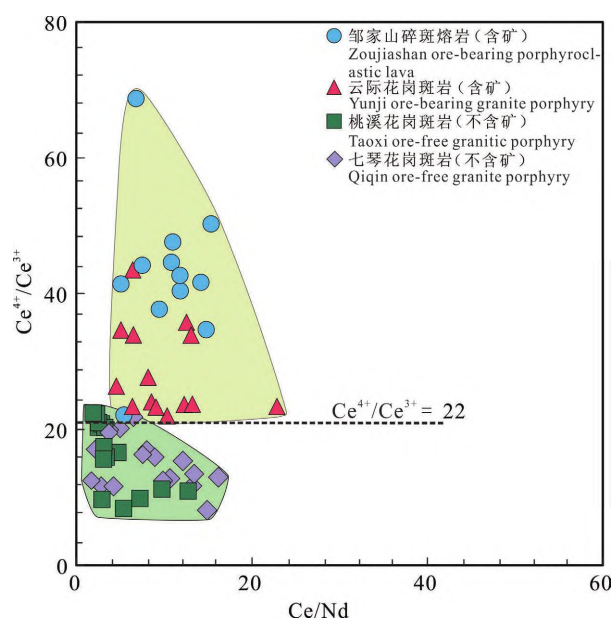 80
60
40
20
0
Ce⁴⁺/Ce³⁺
邹家山碎斑熔岩(含矿)
Zoujiashan ore-bearing porphyrocl-
astic lava
云际花岗斑岩(含矿)
Yunji ore-bearing granite porphyry
桃溪花岗斑岩(不含矿)
Taoxi ore-free granitic porphyry
七琴花岗斑岩(不含矿)
Qiqin ore-free granite porphyry
Ce⁴⁺/Ce³⁺ = 22
0 20 40 60
Ce/Nd